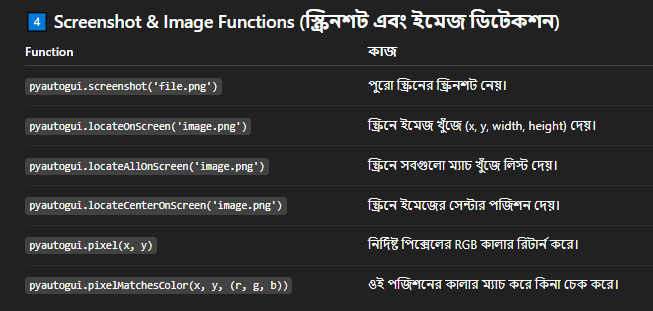 4 Screenshot & Image Functions (স্ক্রিনশট এবং ইমেজ ডিটেকশন)
Function কাজ
pyautogui.screenshot('file.png') পুরো স্ক্রিনের স্ক্রিনশট নেয়।
pyautogui.locateOnScreen('image.png') স্ক্রিনে ইমেজ খুঁজে (x, y, width, height) দেয়।
pyautogui.locateAllOnScreen('image.png') স্ক্রিনে সবগুলো ম্যাচ খুঁজে লিস্ট দেয়।
pyautogui.locateCenterOnScreen('image.png') স্ক্রিনে ইমেজের সেন্টার পজিশন দেয়।
pyautogui.pixel(x, y) নির্দিষ্ট পিক্সেলের RGB কালার রিটার্ন করে।
pyautogui.pixelMatchesColor(x, y, (r, g, b)) ওই পজিশনের কালার ম্যাচ করে কিনা চেক করে।